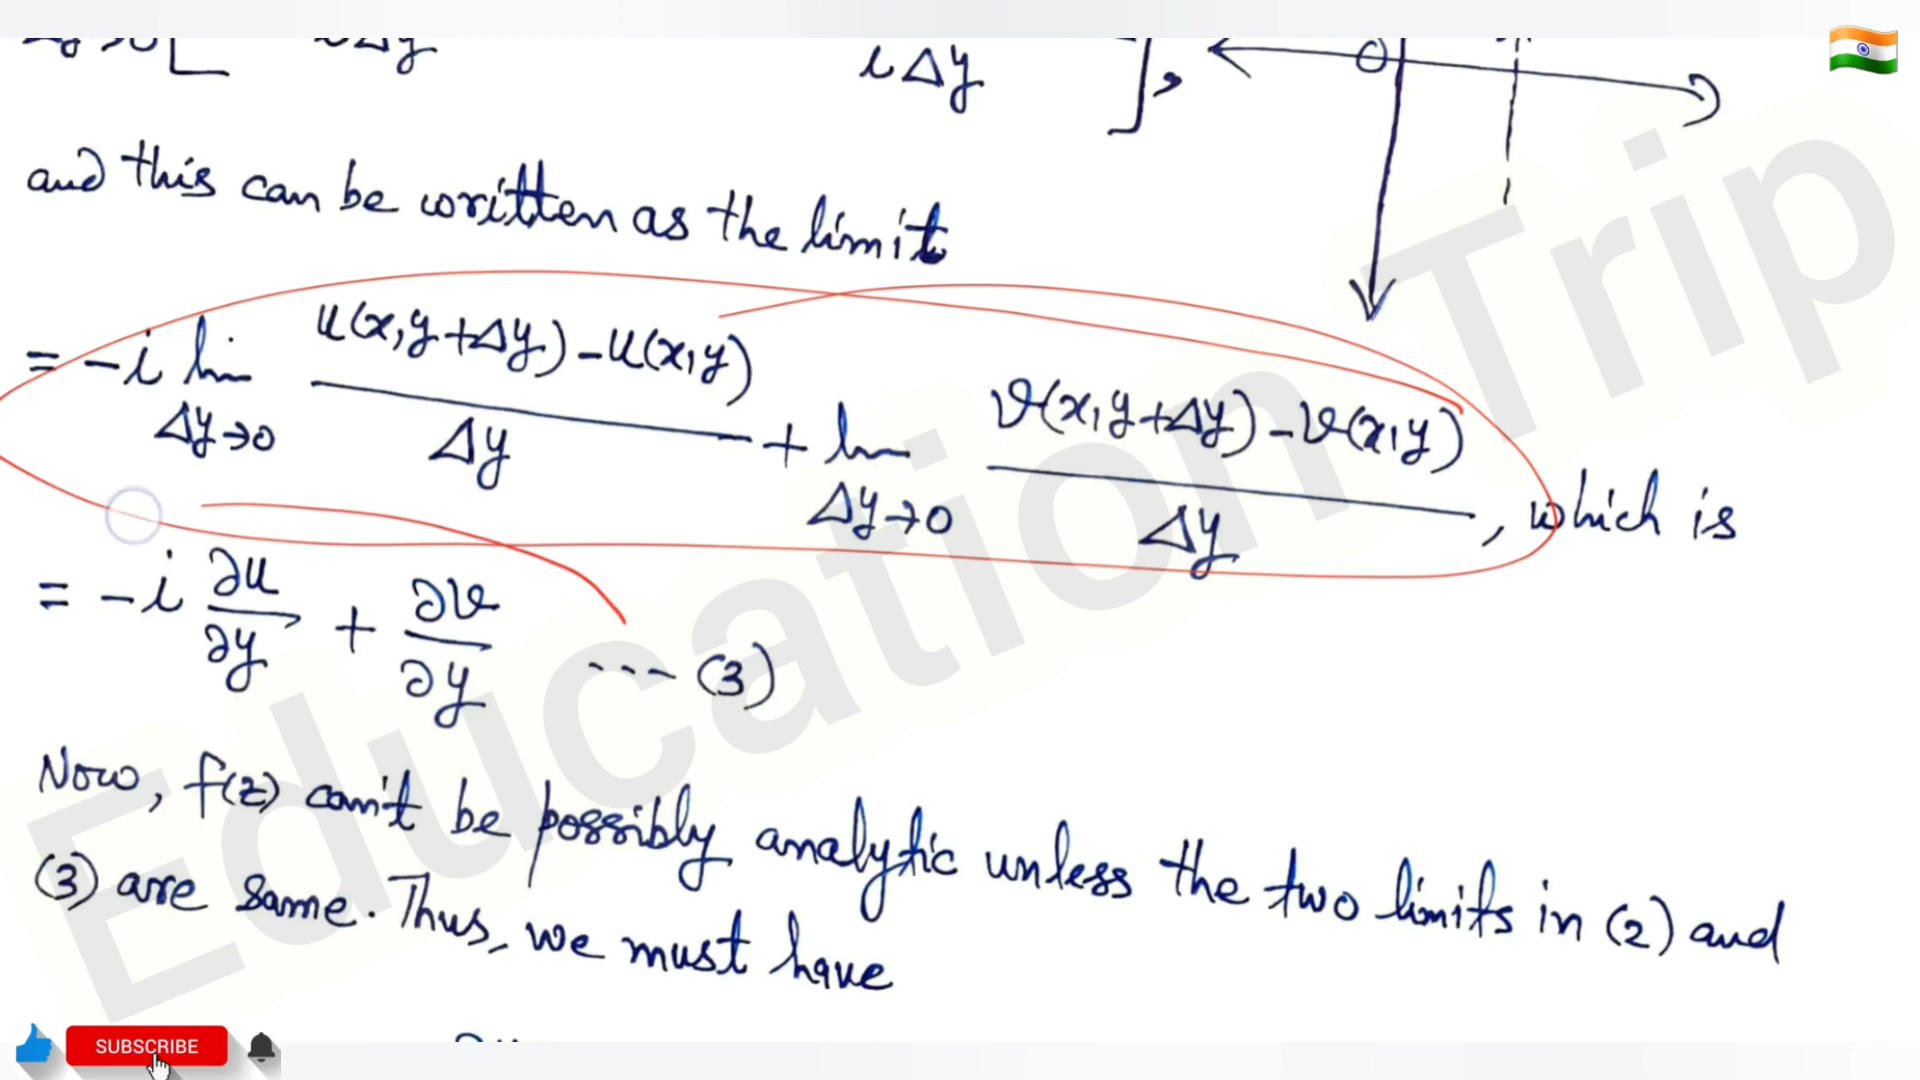 iΔy
iΔy ],
O
and this can be written as the limit
= -i lim Δy→0 u(x,y+Δy)-u(x,y) / Δy + lim Δy→0 v(x,y+Δy)-v(x,y) / Δy , which is
= -i ∂u/∂y + ∂v/∂y ---- (3)
Now, f(z) can't be possibly analytic unless the two limits in (2) and
(3) are same. Thus, we must have
Education Trip
SUBSCRIBE